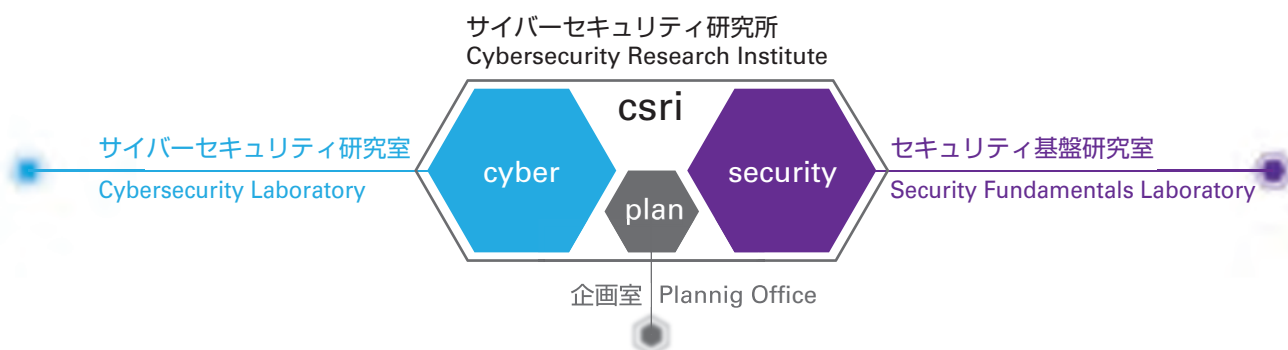 サイバーセキュリティ研究所
Cybersecurity Research Institute
csri
サイバーセキュリティ研究室
Cybersecurity Laboratory
cyber
plan
security
セキュリティ基盤研究室
Security Fundamentals Laboratory
企画室 Plannig Office